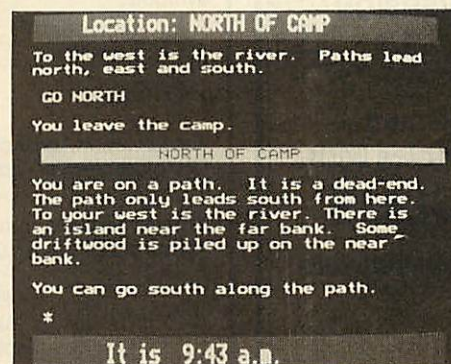 Location: NORTH OF CAMP
To the west is the river. Paths lead
north, east and south.
GO NORTH
You leave the camp.
NORTH OF CAMP
You are on a path. It is a dead-end.
The path only leads south from here.
To your west is the river. There is
an island near the far bank. Some
driftwood is piled up on the near
bank.
You can go south along the path.
*
It is 9:43 a.m.